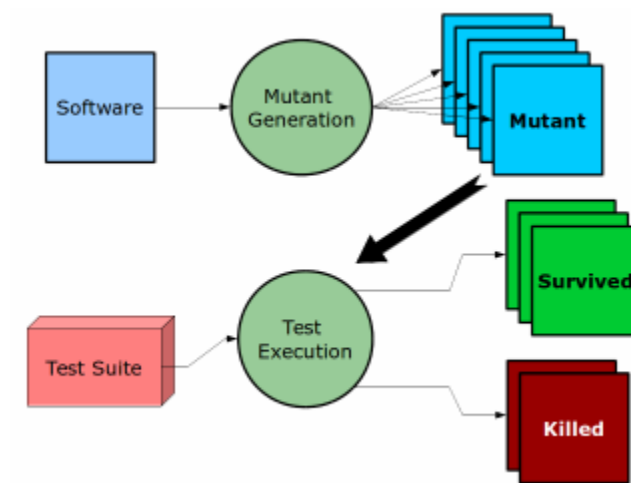 Software
Mutant
Generation
Mutant
Test Suite
Test
Execution
Survived
Killed